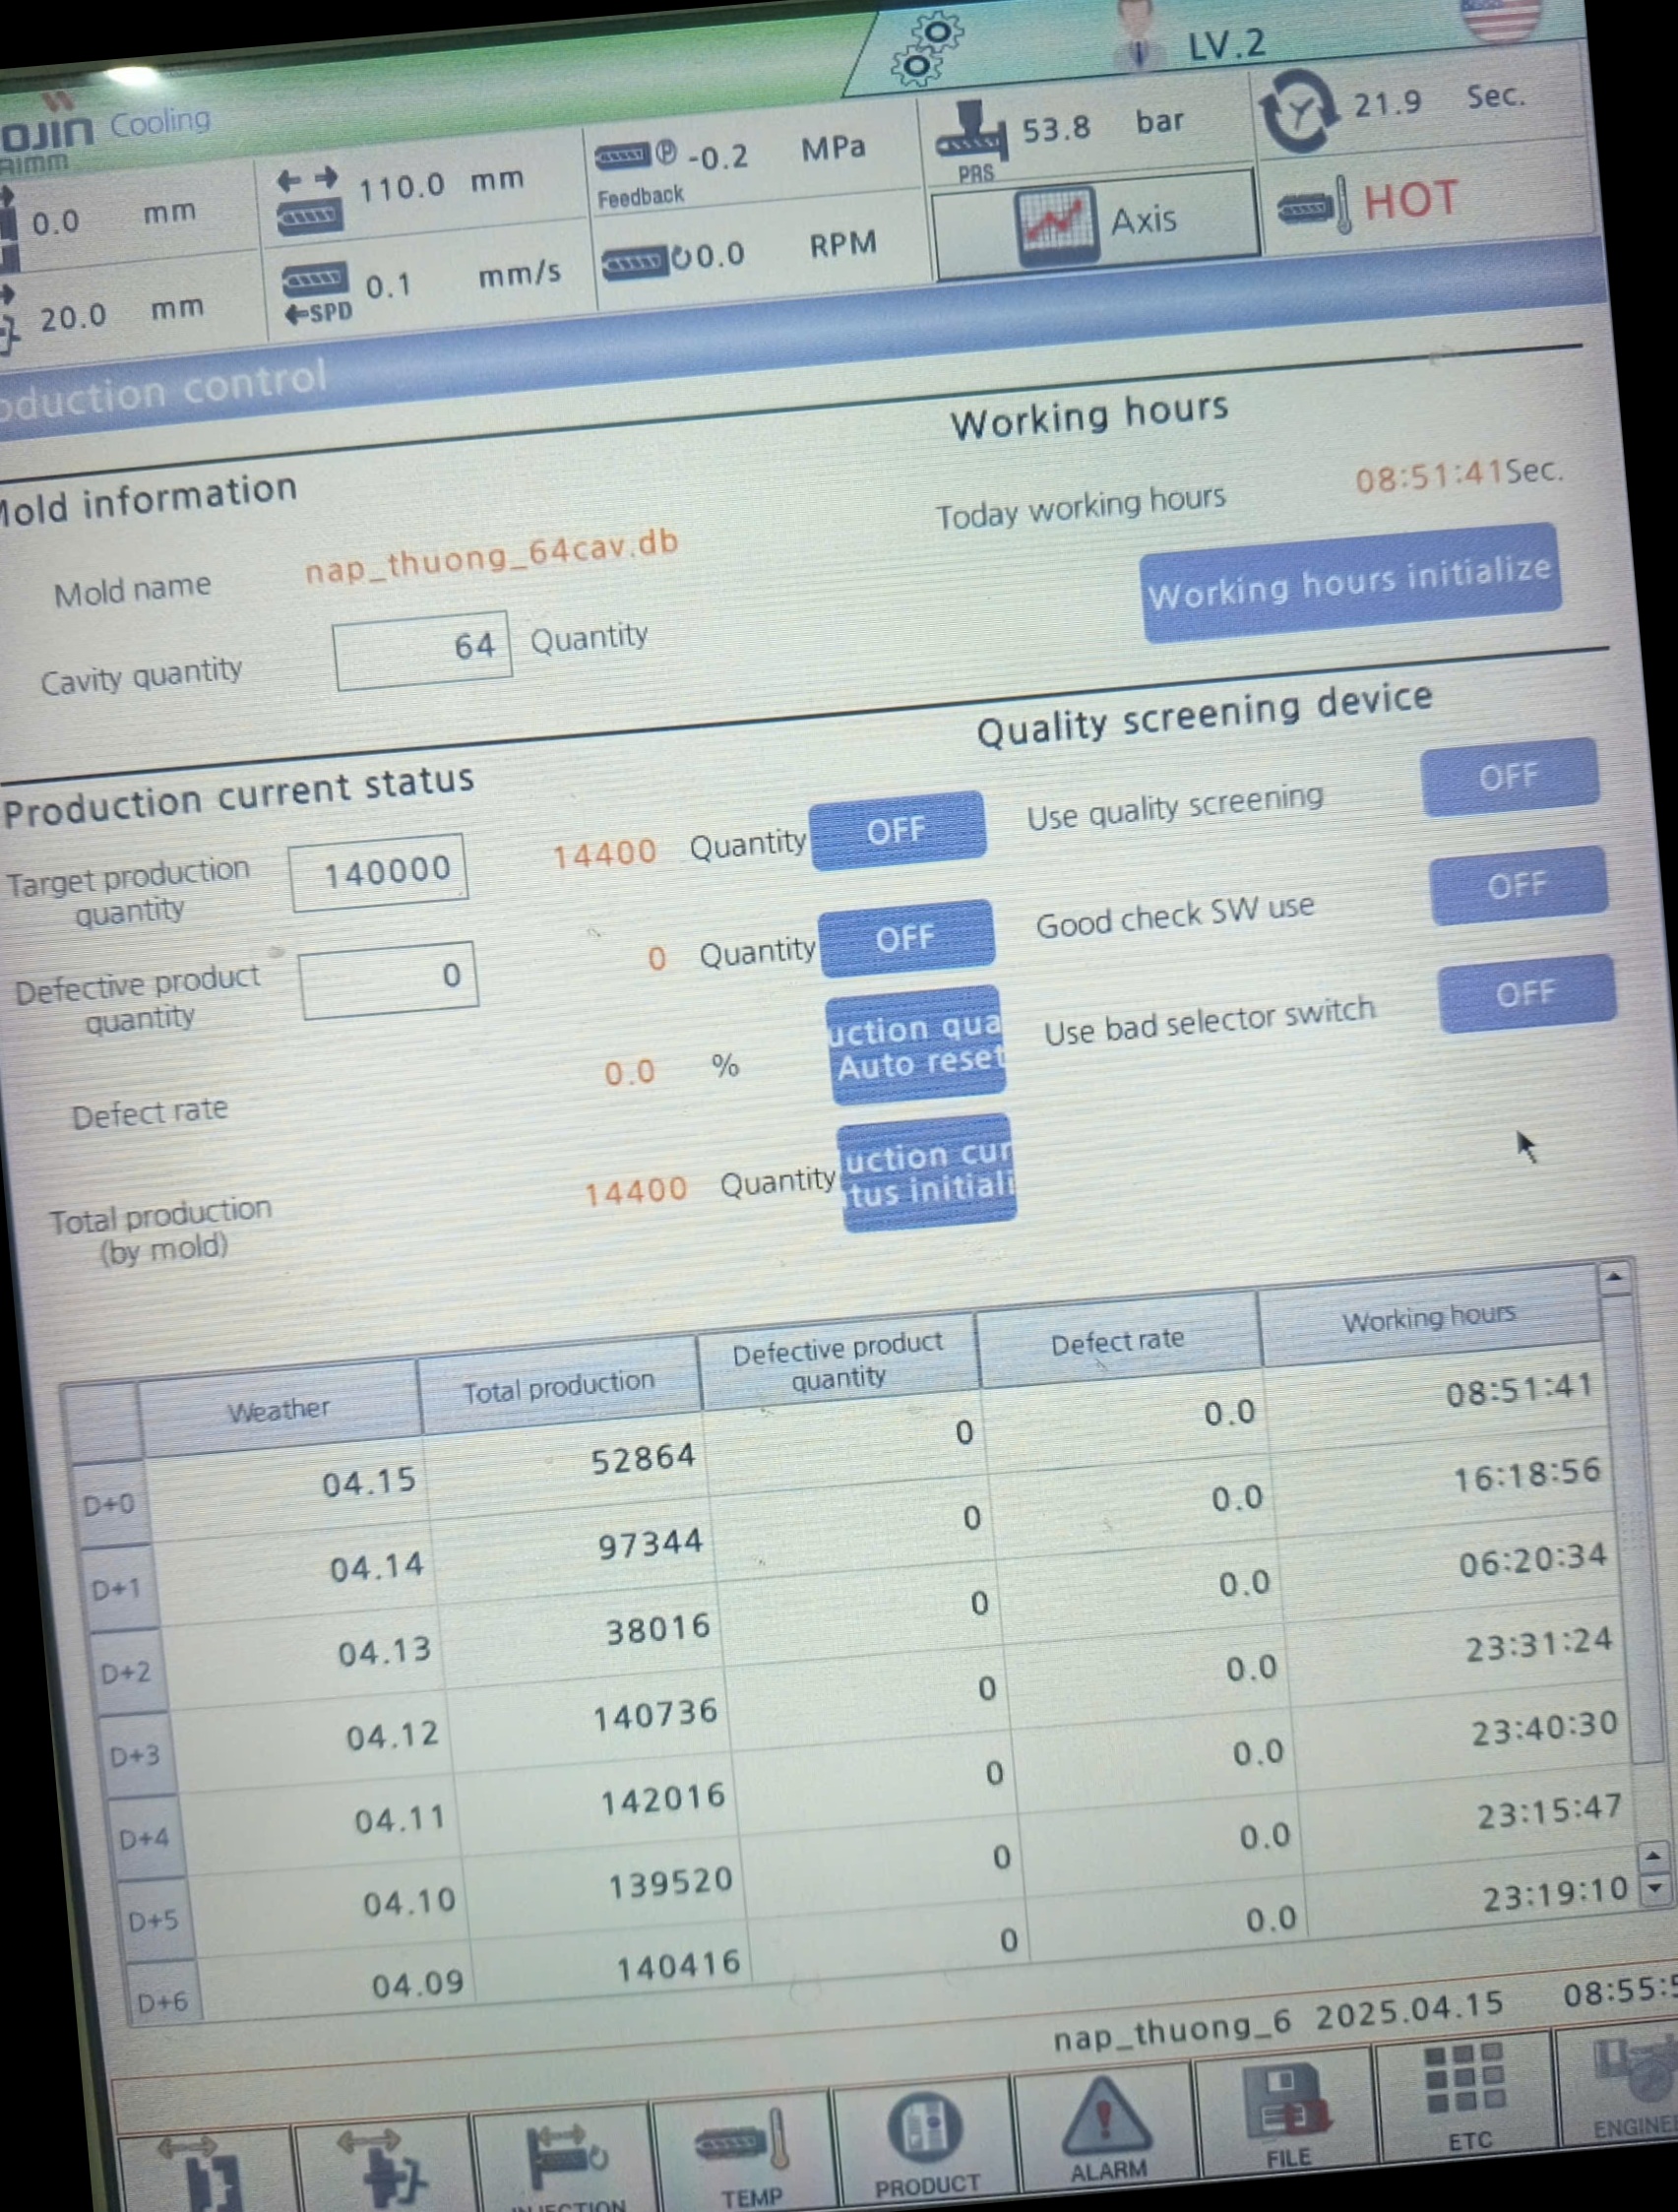 LV.2
OJIN Cooling
53.8 bar
21.9 Sec.
PRS
-0.2 MPa
Feedback
110.0 mm
0.0 mm
Axis
HOT
0.0 RPM
0.1 mm/s
SPD
20.0 mm
oduction control
Mold information
Working hours
Mold name nap_thuong_64cav.db
Today working hours 08:51:41Sec.
Cavity quantity 64 Quantity
Working hours initialize
Production current status
Quality screening device
Target production quantity 140000 14400 Quantity OFF
Use quality screening OFF
Defective product quantity 0 0 Quantity OFF
Good check SW use OFF
Defect rate 0.0 %
uction qua
Auto reset
Use bad selector switch OFF
Total production
(by mold)
14400 Quantity
uction cur
tus initiali
Weather Total production Defective product quantity Defect rate Working hours
D+0 04.15 52864 0 0.0 08:51:41
D+1 04.14 97344 0 0.0 16:18:56
D+2 04.13 38016 0 0.0 06:20:34
D+3 04.12 140736 0 0.0 23:31:24
D+4 04.11 142016 0 0.0 23:40:30
D+5 04.10 139520 0 0.0 23:15:47
D+6 04.09 140416 0 0.0 23:19:10
nap_thuong_6 2025.04.15 08:55:5
TEMP PRODUCT ALARM FILE ETC ENGINE